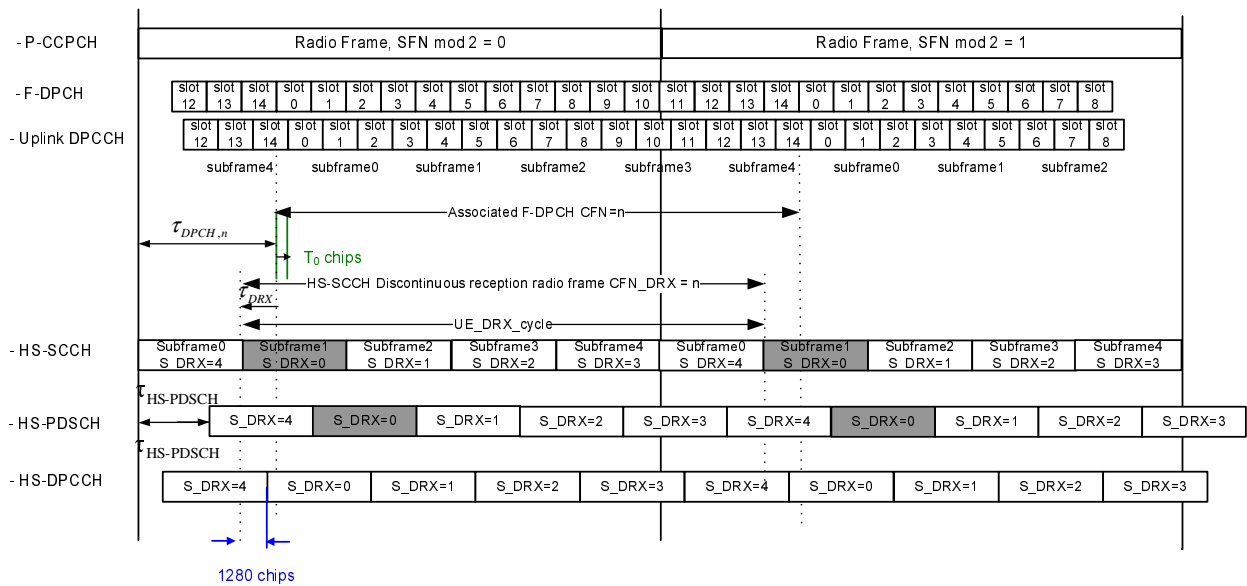 - P-CCPCH
Radio Frame, SFN mod 2 = 0
Radio Frame, SFN mod 2 = 1
- F-DPCH
slot 12 slot 13 slot 14 slot 0 slot 1 slot 2 slot 3 slot 4 slot 5 slot 6 slot 7 slot 8 slot 9 slot 10 slot 11 slot 12 slot 13 slot 14 slot 0 slot 1 slot 2 slot 3 slot 4 slot 5 slot 6 slot 7 slot 8
- Uplink DPCCH
slot 12 slot 13 slot 14 slot 0 slot 1 slot 2 slot 3 slot 4 slot 5 slot 6 slot 7 slot 8 slot 9 slot 10 slot 11 slot 12 slot 13 slot 14 slot 0 slot 1 slot 2 slot 3 slot 4 slot 5 slot 6 slot 7 slot 8
subframe4 subframe0 subframe1 subframe2 subframe3 subframe4 subframe0 subframe1 subframe2
Associated F-DPCH CFN=n
τ DPCH,n
T0 chips
HS-SCCH Discontinuous reception radio frame CFN_DRX = n
τ DRX
UE_DRX_cycle
- HS-SCCH
Subframe0 Subframe1 Subframe2 Subframe3 Subframe4 Subframe0 Subframe1 Subframe2 Subframe3 Subframe4
S_DRX=4 S_DRX=0 S_DRX=1 S_DRX=2 S_DRX=3 S_DRX=4 S_DRX=0 S_DRX=1 S_DRX=2 S_DRX=3
τ HS-PDSCH
- HS-PDSCH
S_DRX=4 S_DRX=0 S_DRX=1 S_DRX=2 S_DRX=3 S_DRX=4 S_DRX=0 S_DRX=1 S_DRX=2 S_DRX=3
τ HS-PDSCH
- HS-DPCCH
S_DRX=4 S_DRX=0 S_DRX=1 S_DRX=2 S_DRX=3 S_DRX=4 S_DRX=0 S_DRX=1 S_DRX=2 S_DRX=3
1280 chips